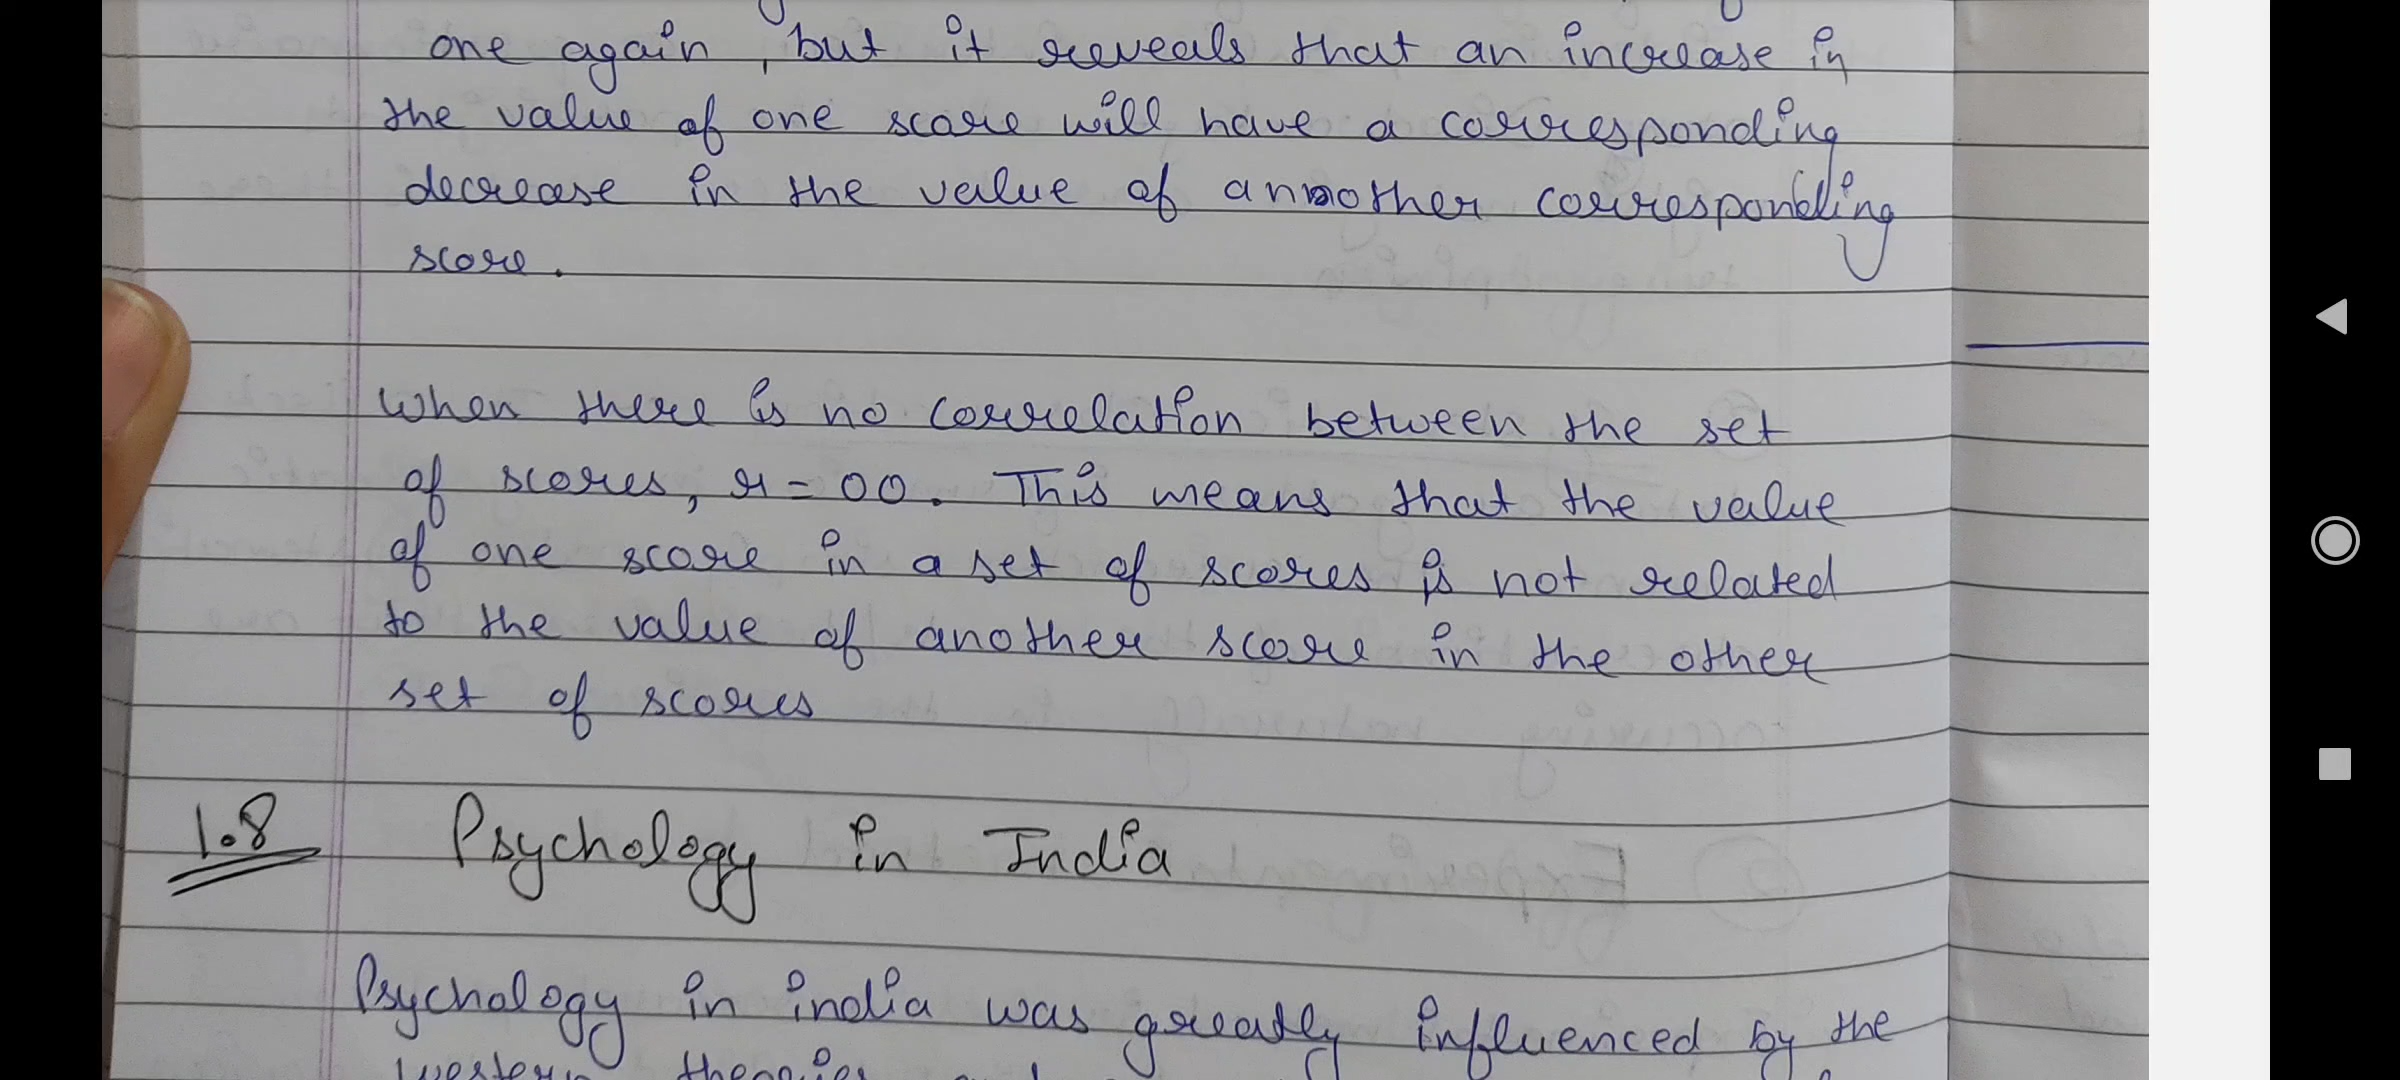 one again, but it reveals that an increase in
the value of one score will have a corresponding
decrease in the value of another corresponding
score.
When there is no correlation between the set
of scores, r = 00. This means that the value
of one score in a set of scores is not related
to the value of another score in the other
set of scores
1.8 Psychology in India
Psychology in india was greatly influenced by the
western theories and